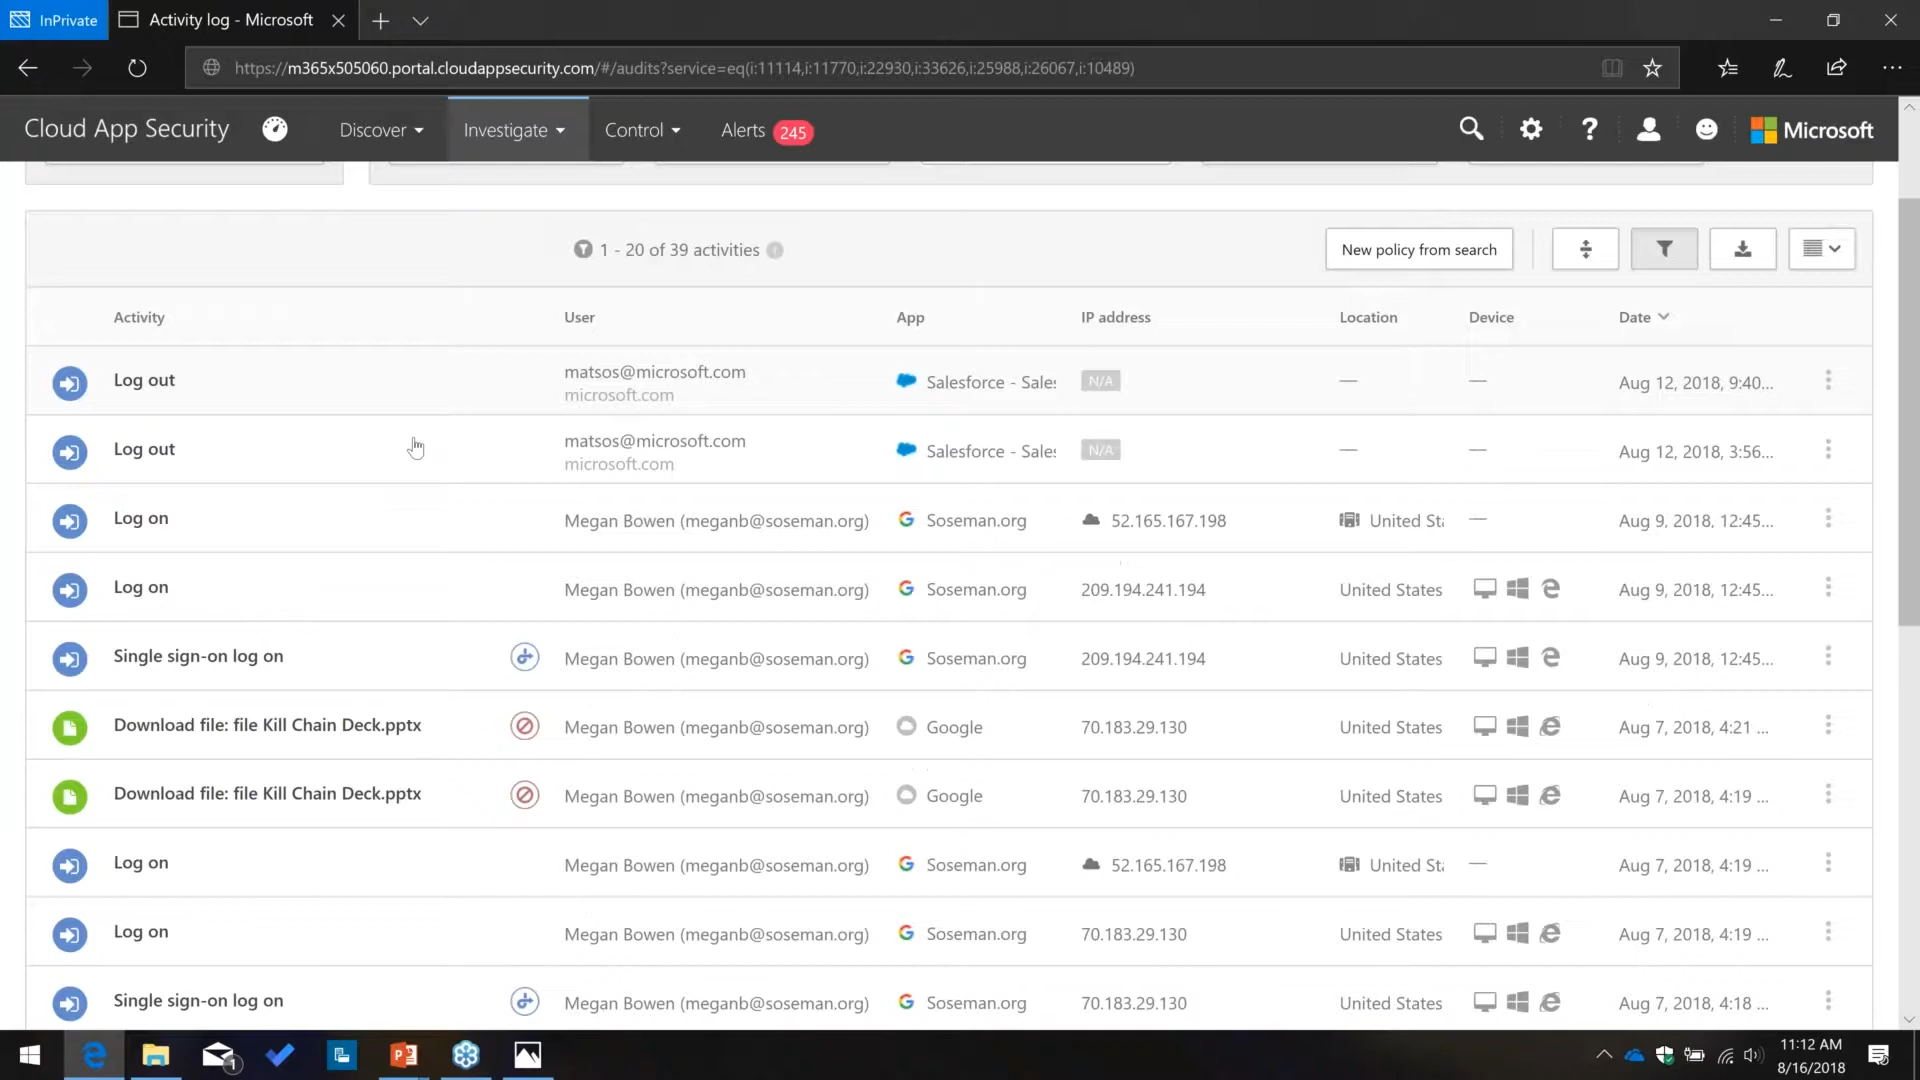 InPrivate
Activity log - Microsoft
https://m365x505060.portal.cloudappsecurity.com/#/audits?service=eq(i:11114,i:11770,i:22930,i:33626,i:25988,i:26067,i:10489)
Cloud App Security Discover Investigate Control Alerts 245 ? Microsoft
1 - 20 of 39 activities New policy from search
Activity User App IP address Location Device Date
Log out matsos@microsoft.com Salesforce - Sales N/A — — Aug 12, 2018, 9:40...
microsoft.com
Log out matsos@microsoft.com Salesforce - Sales N/A — — Aug 12, 2018, 3:56...
microsoft.com
Log on Megan Bowen (meganb@soseman.org) Soseman.org 52.165.167.198 United Sta — Aug 9, 2018, 12:45...
Log on Megan Bowen (meganb@soseman.org) Soseman.org 209.194.241.194 United States Aug 9, 2018, 12:45...
Single sign-on log on Megan Bowen (meganb@soseman.org) Soseman.org 209.194.241.194 United States Aug 9, 2018, 12:45...
Download file: file Kill Chain Deck.pptx Megan Bowen (meganb@soseman.org) Google 70.183.29.130 United States Aug 7, 2018, 4:21 ...
Download file: file Kill Chain Deck.pptx Megan Bowen (meganb@soseman.org) Google 70.183.29.130 United States Aug 7, 2018, 4:19 ...
Log on Megan Bowen (meganb@soseman.org) Soseman.org 52.165.167.198 United Sta — Aug 7, 2018, 4:19 ...
Log on Megan Bowen (meganb@soseman.org) Soseman.org 70.183.29.130 United States Aug 7, 2018, 4:19 ...
Single sign-on log on Megan Bowen (meganb@soseman.org) Soseman.org 70.183.29.130 United States Aug 7, 2018, 4:18 ...
1
11:12 AM
8/16/2018